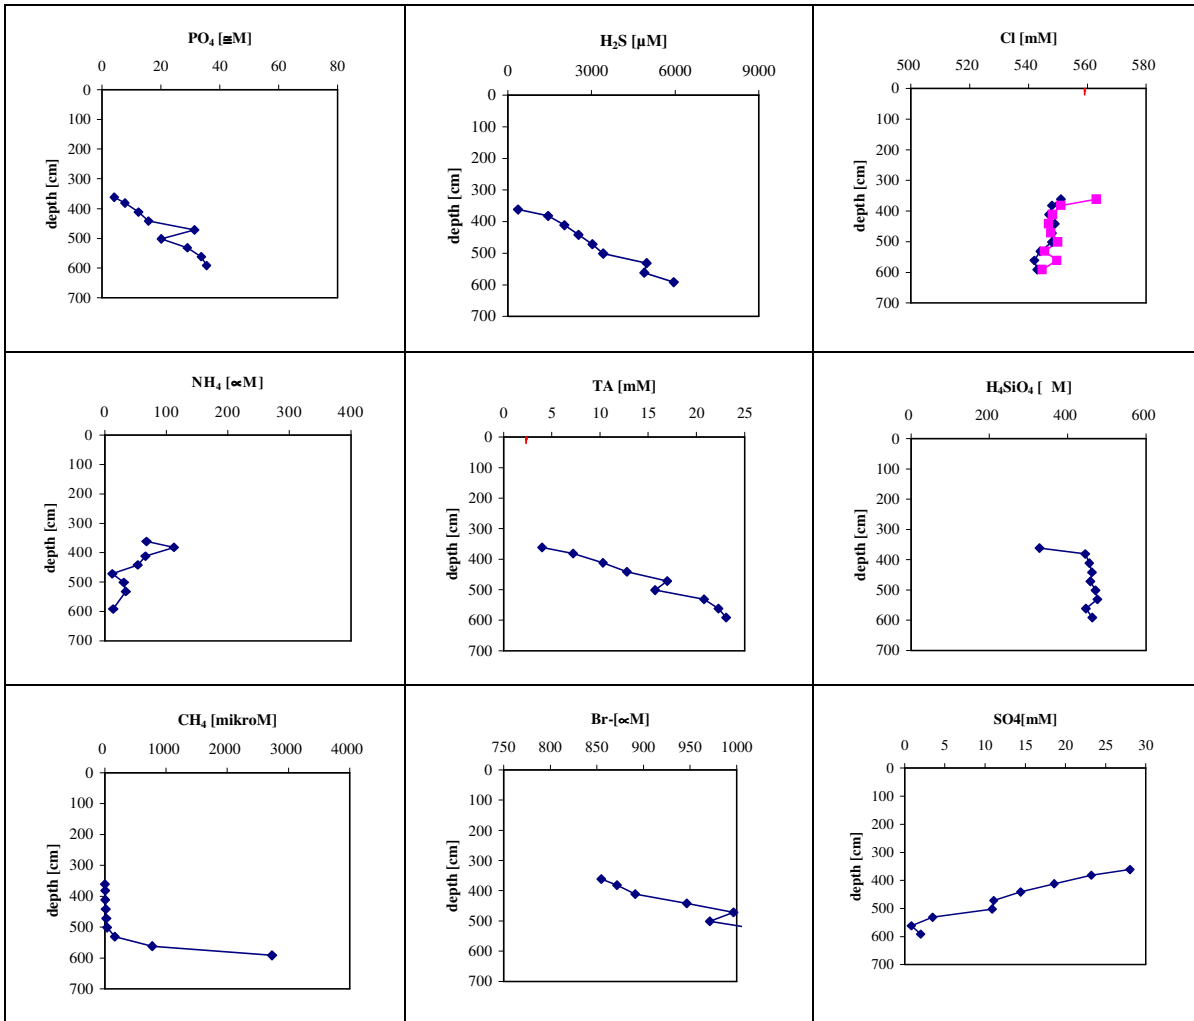 PO₄ [≅M]
0 20 40 60 80
0
100
200
300
400
500
600
700
depth [cm]
H₂S [µM]
0 3000 6000 9000
0
100
200
300
400
500
600
700
depth [cm]
Cl [mM]
500 520 540 560 580
0
100
200
300
400
500
600
700
depth [cm]
NH₄ [∝M]
0 100 200 300 400
0
100
200
300
400
500
600
700
depth [cm]
TA [mM]
0 5 10 15 20 25
0
100
200
300
400
500
600
700
depth [cm]
H₄SiO₄ [ M]
0 200 400 600
0
100
200
300
400
500
600
700
depth [cm]
CH₄ [mikroM]
0 1000 2000 3000 4000
0
100
200
300
400
500
600
700
depth [cm]
Br-[∝M]
750 800 850 900 950 1000
0
100
200
300
400
500
600
700
depth [cm]
SO4[mM]
0 5 10 15 20 25 30
0
100
200
300
400
500
600
700
depth [cm]